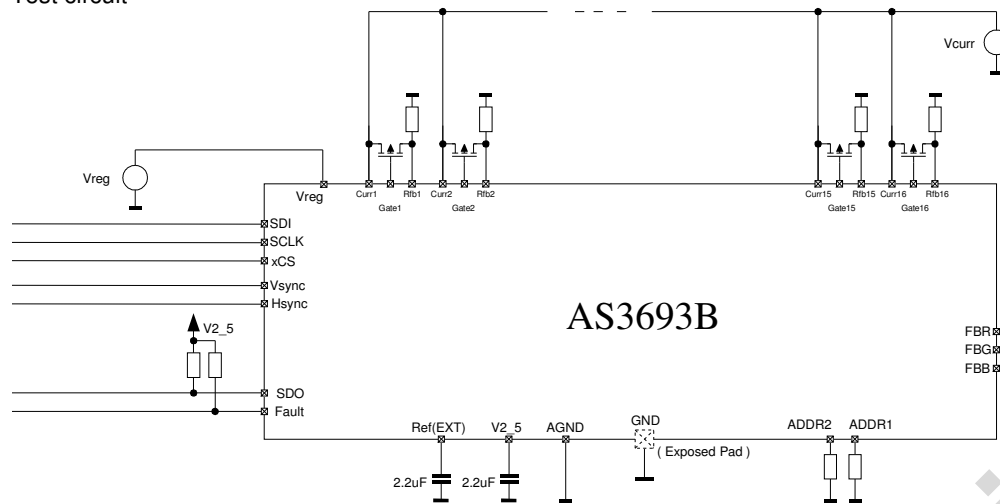 Test circuit
Vcurr
Vreg
Vreg
Curr1
Gate1
Rfb1
Curr2
Gate2
Rfb2
Curr15
Gate15
Rfb15
Curr16
Gate16
Rfb16
SDI
SCLK
xCS
Vsync
Hsync
AS3693B
V2_5
FBR
FBG
FBB
SDO
Fault
Ref(EXT)
V2_5
AGND
GND
( Exposed Pad )
ADDR2
ADDR1
2.2uF
2.2uF